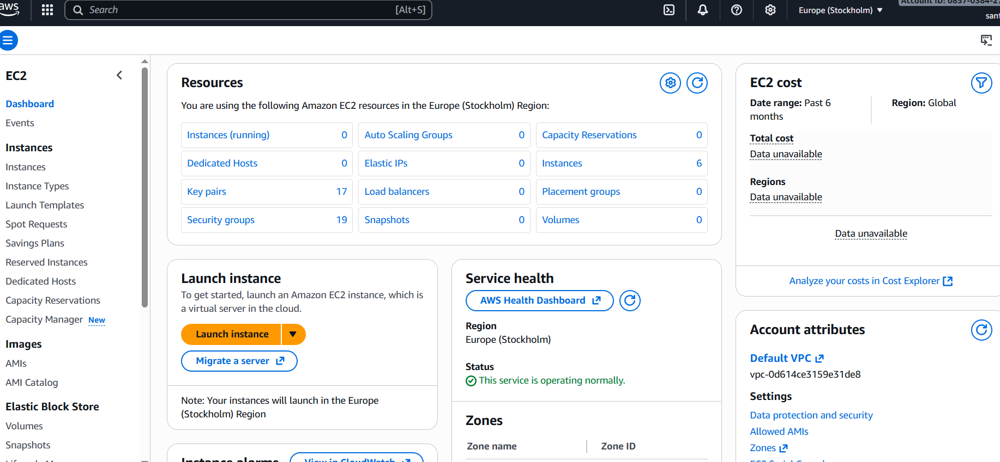 aws
Search [Alt+S]
Europe (Stockholm)
EC2
Dashboard
Events
Instances
Instances
Instance Types
Launch Templates
Spot Requests
Savings Plans
Reserved Instances
Dedicated Hosts
Capacity Reservations
Capacity Manager New
Images
AMIs
AMI Catalog
Elastic Block Store
Volumes
Snapshots
Resources
You are using the following Amazon EC2 resources in the Europe (Stockholm) Region:
Instances (running) 0
Auto Scaling Groups 0
Capacity Reservations 0
Dedicated Hosts 0
Elastic IPs 0
Instances 6
Key pairs 17
Load balancers 0
Placement groups 0
Security groups 19
Snapshots 0
Volumes 0
Launch instance
To get started, launch an Amazon EC2 instance, which is
a virtual server in the cloud.
Launch instance
Migrate a server
Note: Your instances will launch in the Europe
(Stockholm) Region
Instance alarms View in CloudWatch
Service health
AWS Health Dashboard
Region
Europe (Stockholm)
Status
This service is operating normally.
Zones
Zone name Zone ID
EC2 cost
Date range: Past 6
months
Region: Global
Total cost
Data unavailable
Regions
Data unavailable
Data unavailable
Analyze your costs in Cost Explorer
Account attributes
Default VPC
vpc-0d614ce3159e31de8
Settings
Data protection and security
Allowed AMIs
Zones